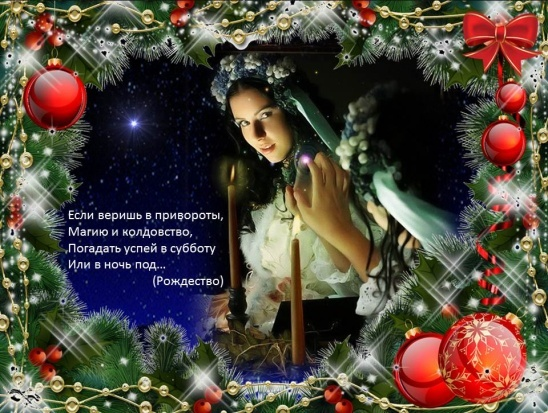 Если веришь в привороты,
Магию и колдовство,
Погадать успей в субботу
Или в ночь под...
(Рождество)